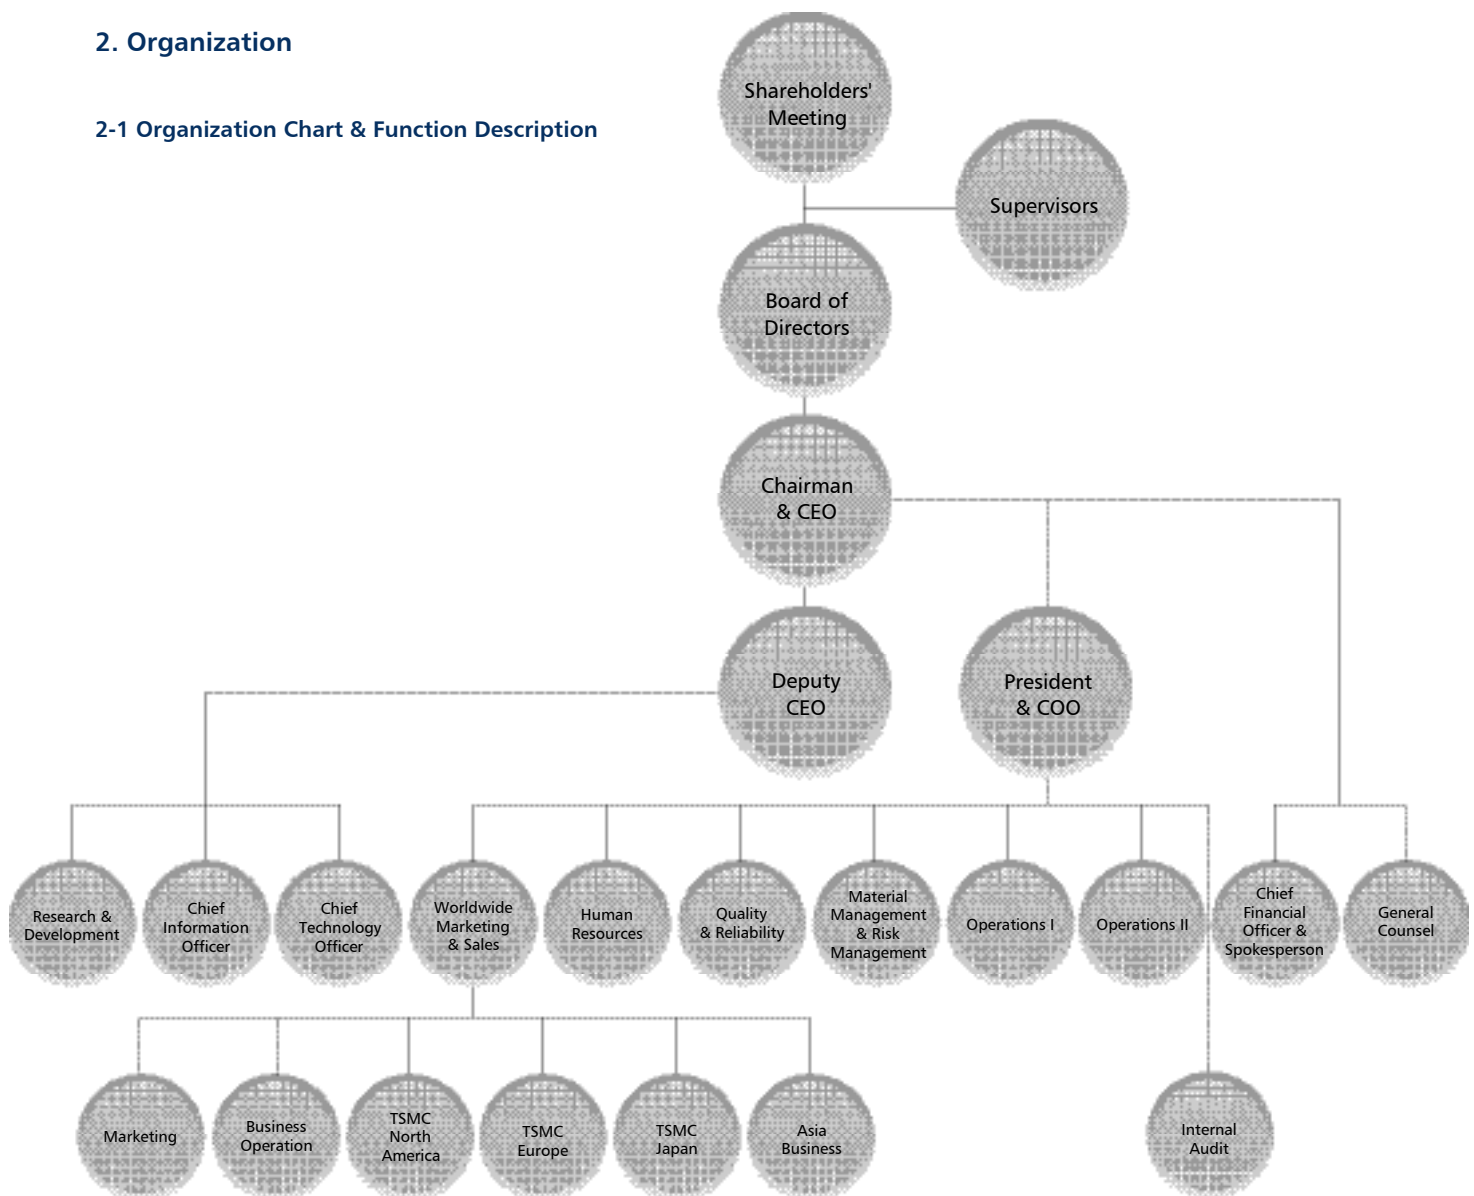 2. Organization
2-1 Organization Chart & Function Description
Shareholders'
Meeting
Supervisors
Board of
Directors
Chairman
& CEO
Deputy
CEO
President
& COO
Research &
Development
Chief
Information
Officer
Chief
Technology
Officer
Worldwide
Marketing
& Sales
Human
Resources
Quality
& Reliability
Material
Management
& Risk
Management
Operations I
Operations II
Chief
Financial
Officer &
Spokesperson
General
Counsel
Marketing
Business
Operation
TSMC
North
America
TSMC
Europe
TSMC
Japan
Asia
Business
Internal
Audit